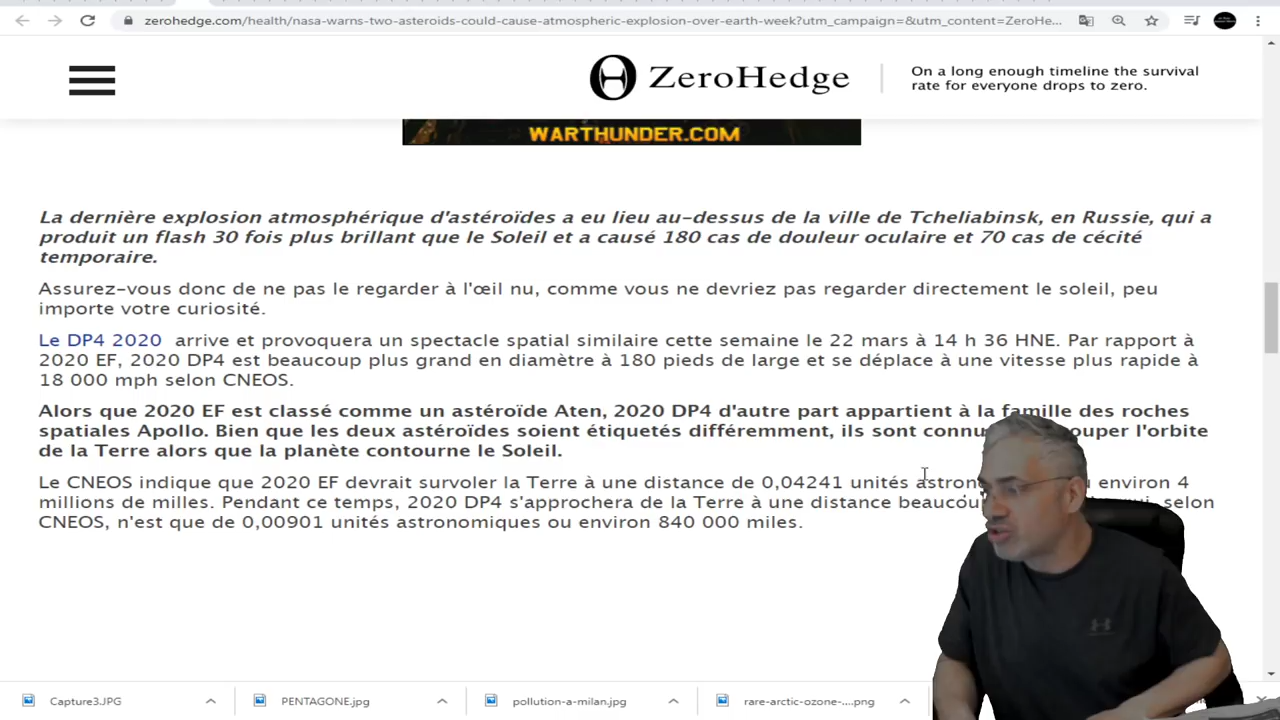 zerohedge.com/health/nasa-warns-two-asteroids-could-cause-atmospheric-explosion-over-earth-week?utm_campaign=&utm_content=ZeroHe...
ZeroHedge
On a long enough timeline the survival
rate for everyone drops to zero.
WARTHUNDER.COM
La dernière explosion atmosphérique d'astéroïdes a eu lieu au-dessus de la ville de Tcheliabinsk, en Russie, qui a
produit un flash 30 fois plus brillant que le Soleil et a causé 180 cas de douleur oculaire et 70 cas de cécité
temporaire.
Assurez-vous donc de ne pas le regarder à l'œil nu, comme vous ne devriez pas regarder directement le soleil, peu
importe votre curiosité.
Le DP4 2020 arrive et provoquera un spectacle spatial similaire cette semaine le 22 mars à 14 h 36 HNE. Par rapport à
2020 EF, 2020 DP4 est beaucoup plus grand en diamètre à 180 pieds de large et se déplace à une vitesse plus rapide à
18 000 mph selon CNEOS.
Alors que 2020 EF est classé comme un astéroïde Aten, 2020 DP4 d'autre part appartient à la famille des roches
spatiales Apollo. Bien que les deux astéroïdes soient étiquetés différemment, ils sont couper l'orbite
de la Terre alors que la planète contourne le Soleil.
Le CNEOS indique que 2020 EF devrait survoler la Terre à une distance de 0,04241 unités environ 4
millions de milles. Pendant ce temps, 2020 DP4 s'approchera de la Terre à une distance selon
CNEOS, n'est que de 0,00901 unités astronomiques ou environ 840 000 miles.
Capture3.JPG
PENTAGONE.jpg
pollution-a-milan.jpg
rare-arctic-ozone-....png